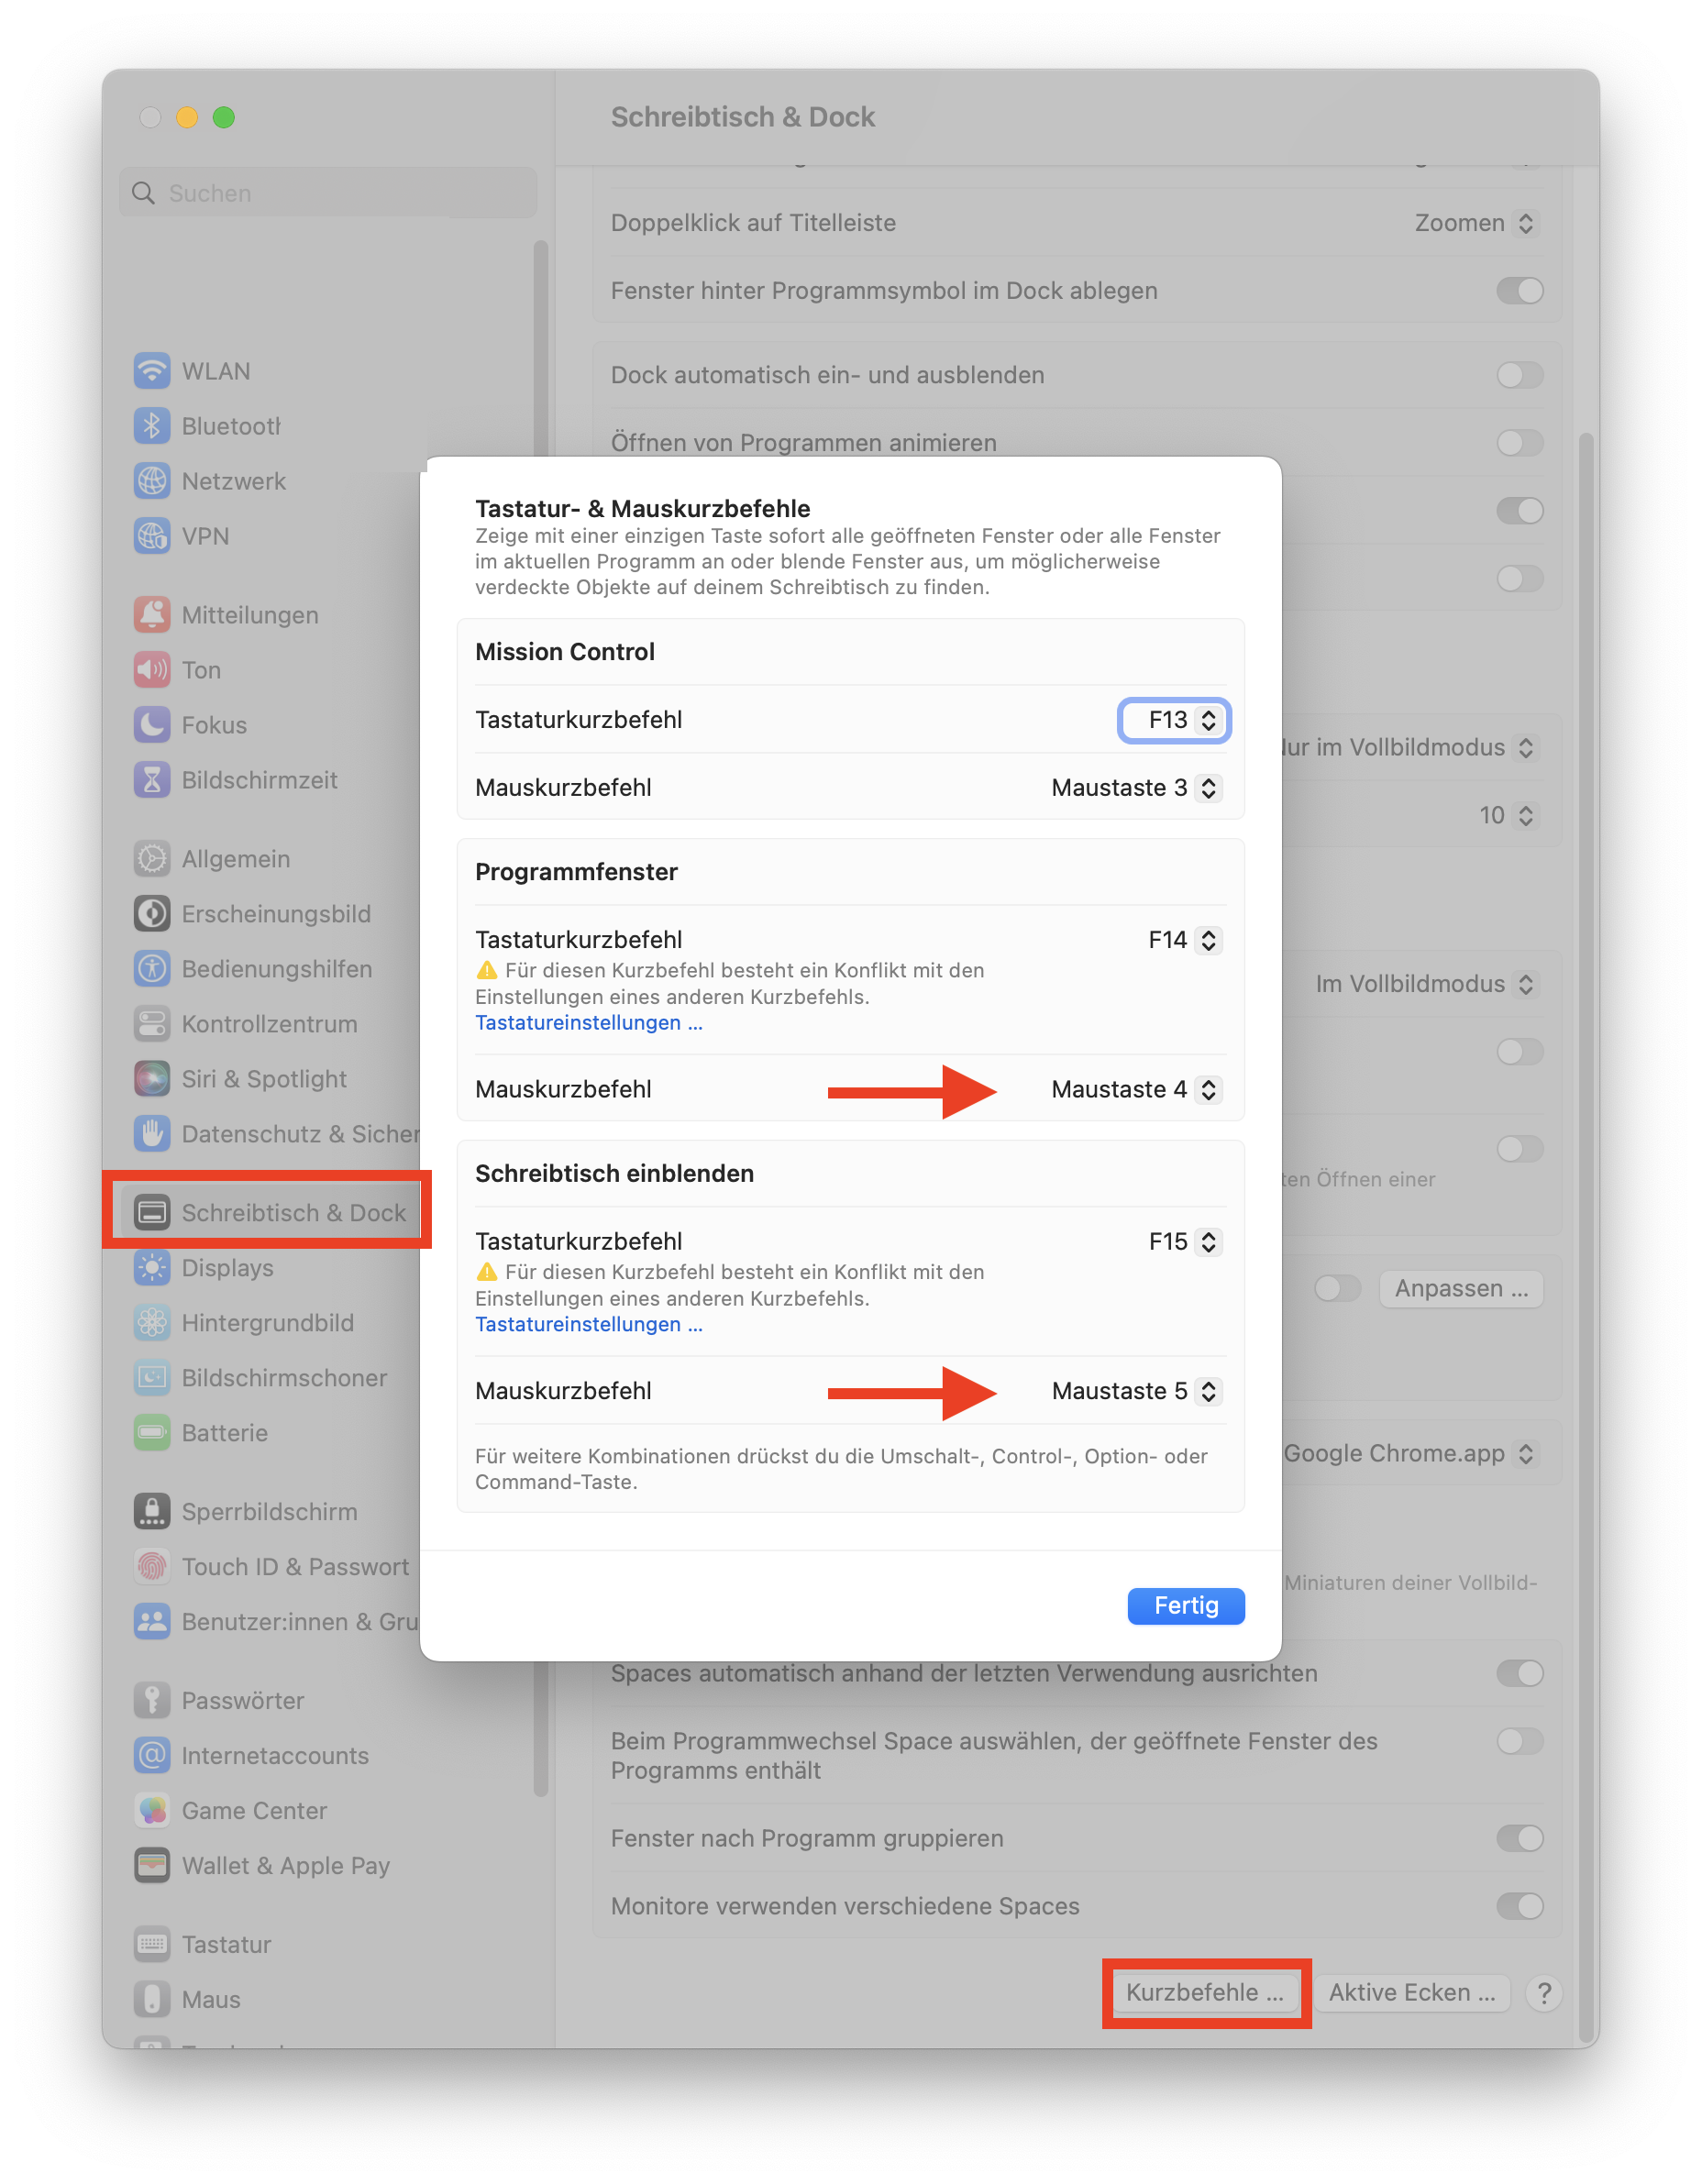 Schreibtisch & Dock
Suchen
WLAN
Bluetooth
Netzwerk
VPN
Mitteilungen
Ton
Fokus
Bildschirmzeit
Allgemein
Erscheinungsbild
Bedienungshilfen
Kontrollzentrum
Siri & Spotlight
Datenschutz & Sicher
Schreibtisch & Dock
Displays
Hintergrundbild
Bildschirmschoner
Batterie
Sperrbildschirm
Touch ID & Passwort
Benutzer:innen & Gru
Passwörter
Internetaccounts
Game Center
Wallet & Apple Pay
Tastatur
Maus
Doppelklick auf Titelleiste Zoomen
Fenster hinter Programmsymbol im Dock ablegen
Dock automatisch ein- und ausblenden
Öffnen von Programmen animieren
Tastatur- & Mauskurzbefehle
Zeige mit einer einzigen Taste sofort alle geöffneten Fenster oder alle Fenster
im aktuellen Programm an oder blende Fenster aus, um möglicherweise
verdeckte Objekte auf deinem Schreibtisch zu finden.
Mission Control
Tastaturkurzbefehl F13
Mauskurzbefehl Maustaste 3
Programmfenster
Tastaturkurzbefehl F14
Für diesen Kurzbefehl besteht ein Konflikt mit den
Einstellungen eines anderen Kurzbefehls.
Tastatureinstellungen ...
Mauskurzbefehl Maustaste 4
Schreibtisch einblenden
Tastaturkurzbefehl F15
Für diesen Kurzbefehl besteht ein Konflikt mit den
Einstellungen eines anderen Kurzbefehls.
Tastatureinstellungen ...
Mauskurzbefehl Maustaste 5
Für weitere Kombinationen drückst du die Umschalt-, Control-, Option- oder
Command-Taste.
Fertig
Nur im Vollbildmodus
10
Im Vollbildmodus
ten Öffnen einer
Anpassen ...
Google Chrome.app
Miniaturen deiner Vollbild-
Spaces automatisch anhand der letzten Verwendung ausrichten
Beim Programmwechsel Space auswählen, der geöffnete Fenster des
Programms enthält
Fenster nach Programm gruppieren
Monitore verwenden verschiedene Spaces
Kurzbefehle ... Aktive Ecken ... ?